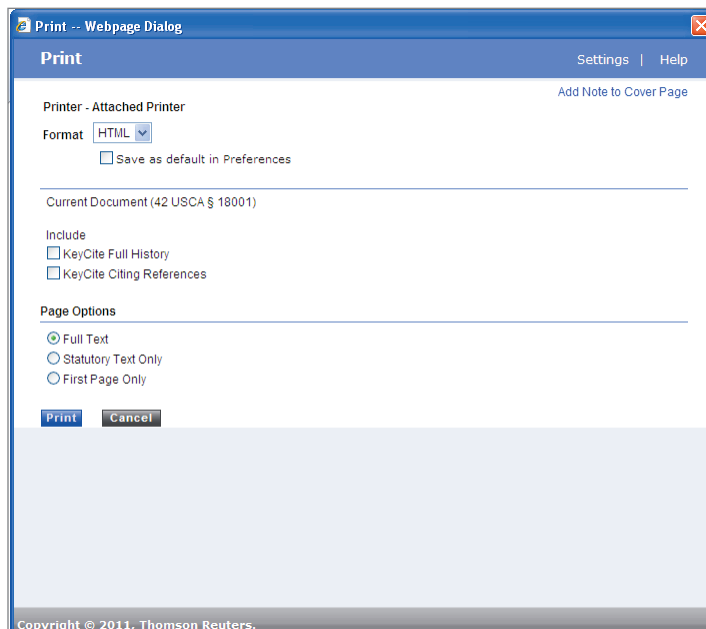 Print -- Webpage Dialog
Print
Settings | Help
Add Note to Cover Page
Printer - Attached Printer
Format HTML
Save as default in Preferences
Current Document (42 USCA § 18001)
Include
KeyCite Full History
KeyCite Citing References
Page Options
Full Text
Statutory Text Only
First Page Only
Print Cancel
Copyright © 2011. Thomson Reuters.